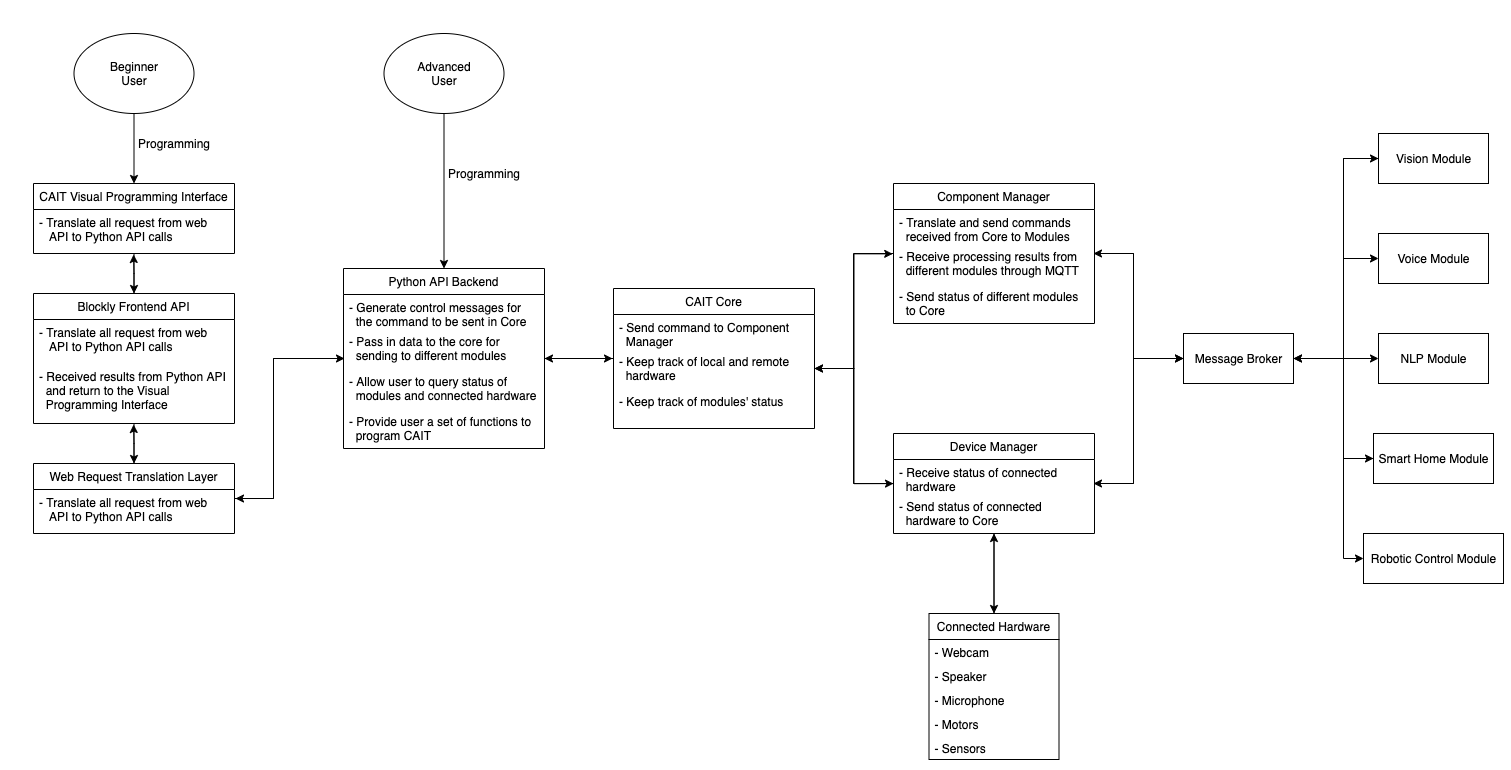 Beginner
User
Programming
CAIT Visual Programming Interface
- Translate all request from web
API to Python API calls
Blockly Frontend API
- Translate all request from web
API to Python API calls
- Received results from Python API
and return to the Visual
Programming Interface
Web Request Translation Layer
- Translate all request from web
API to Python API calls
Advanced
User
Programming
Python API Backend
- Generate control messages for
the command to be sent in Core
- Pass in data to the core for
sending to different modules
- Allow user to query status of
modules and connected hardware
- Provide user a set of functions to
program CAIT
CAIT Core
- Send command to Component
Manager
- Keep track of local and remote
hardware
- Keep track of modules' status
Component Manager
- Translate and send commands
received from Core to Modules
- Receive processing results from
different modules through MQTT
- Send status of different modules
to Core
Device Manager
- Receive status of connected
hardware
- Send status of connected
hardware to Core
Connected Hardware
- Webcam
- Speaker
- Microphone
- Motors
- Sensors
Message Broker
Vision Module
Voice Module
NLP Module
Smart Home Module
Robotic Control Module